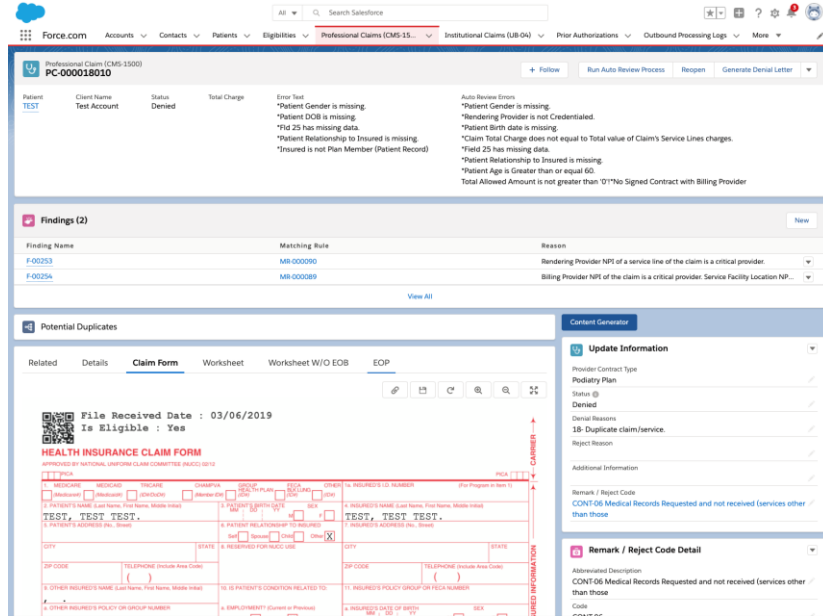 All
Search Salesforce
Force.com
Accounts
Contacts
Patients
Eligibilities
Professional Claims (CMS-15...
Institutional Claims (UB-04)
Prior Authorizations
Outbound Processing Logs
More
Professional Claim (CMS-1500)
PC-000018010
+ Follow
Run Auto Review Process
Reopen
Generate Denial Letter
Patient
TEST
Client Name
Test Account
Status
Denied
Total Charge
Error Text
*Patient Gender is missing.
*Patient DOB is missing.
*Fld 25 has missing data.
*Patient Relationship to Insured is missing.
*Insured is not Plan Member (Patient Record)
Auto Review Errors
*Patient Gender is missing.
*Rendering Provider is not Credentialed.
*Patient Birth date is missing.
*Claim Total Charge does not equal to Total value of Claim's Service Lines charges.
*Field 25 has missing data.
*Patient Relationship to Insured is missing.
*Patient Age is Greater than or equal 60.
Total Allowed Amount is not greater than '0'!*No Signed Contract with Billing Provider
Findings (2)
New
Finding Name
Matching Rule
Reason
F-00253
MR-000090
Rendering Provider NPI of a service line of the claim is a critical provider.
F-00254
MR-000089
Billing Provider NPI of the claim is a critical provider. Service Facility Location NP...
View All
Potential Duplicates
Related
Details
Claim Form
Worksheet
Worksheet W/O EOB
EOP
File Received Date : 03/06/2019
Is Eligible : Yes
HEALTH INSURANCE CLAIM FORM
APPROVED BY NATIONAL UNIFORM CLAIM COMMITTEE (NUCC) 02/12
PICA
PICA
CARRIER
1. MEDICARE
MEDICAID
TRICARE
CHAMPVA
GROUP HEALTH PLAN
FECA BLK LUNG
OTHER
1a. INSURED'S I.D. NUMBER
(For Program in Item 1)
(Medicare#)
(Medicaid#)
(ID#/DoD#)
(Member ID#)
(ID#)
(ID#)
(ID#)
2. PATIENT'S NAME (Last Name, First Name, Middle Initial)
TEST, TEST TEST.
3. PATIENT'S BIRTH DATE
MM DD YY
SEX
M
F
4. INSURED'S NAME (Last Name, First Name, Middle Initial)
TEST, TEST TEST.
5. PATIENT'S ADDRESS (No., Street)
6. PATIENT RELATIONSHIP TO INSURED
Self
Spouse
Child
Other
X
7. INSURED'S ADDRESS (No., Street)
CITY
STATE
8. RESERVED FOR NUCC USE
CITY
STATE
ZIP CODE
TELEPHONE (Include Area Code)
( )
ZIP CODE
TELEPHONE (Include Area Code)
( )
9. OTHER INSURED'S NAME (Last Name, First Name, Middle Initial)
10. IS PATIENT'S CONDITION RELATED TO:
11. INSURED'S POLICY GROUP OR FECA NUMBER
a. OTHER INSURED'S POLICY OR GROUP NUMBER
a. EMPLOYMENT? (Current or Previous)
a. INSURED'S DATE OF BIRTH
MM DD YY
SEX
INFORMATION
Content Generator
Update Information
Provider Contract Type
Podiatry Plan
Status
Denied
Denial Reasons
18- Duplicate claim/service.
Reject Reason
Additional Information
Remark / Reject Code
CONT-06 Medical Records Requested and not received (services other
than those
Remark / Reject Code Detail
Abbreviated Description
CONT-06 Medical Records Requested and not received (services other
than those
Code